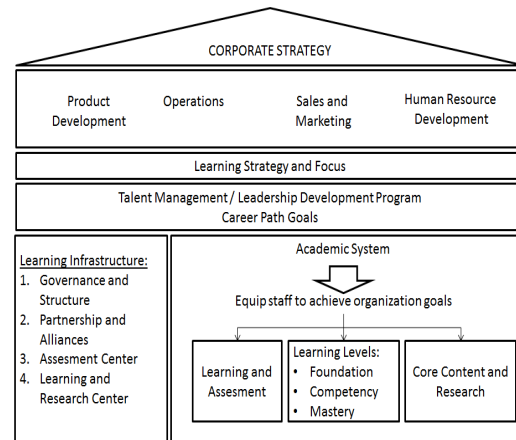 CORPORATE STRATEGY
Product
Development
Operations
Sales and
Marketing
Human Resource
Development
Learning Strategy and Focus
Talent Management / Leadership Development Program
Career Path Goals
Learning Infrastructure:
1. Governance and
Structure
2. Partnership and
Alliances
3. Assesment Center
4. Learning and
Research Center
Academic System
Equip staff to achieve organization goals
Learning and
Assesment
Learning Levels:
• Foundation
• Competency
• Mastery
Core Content and
Research